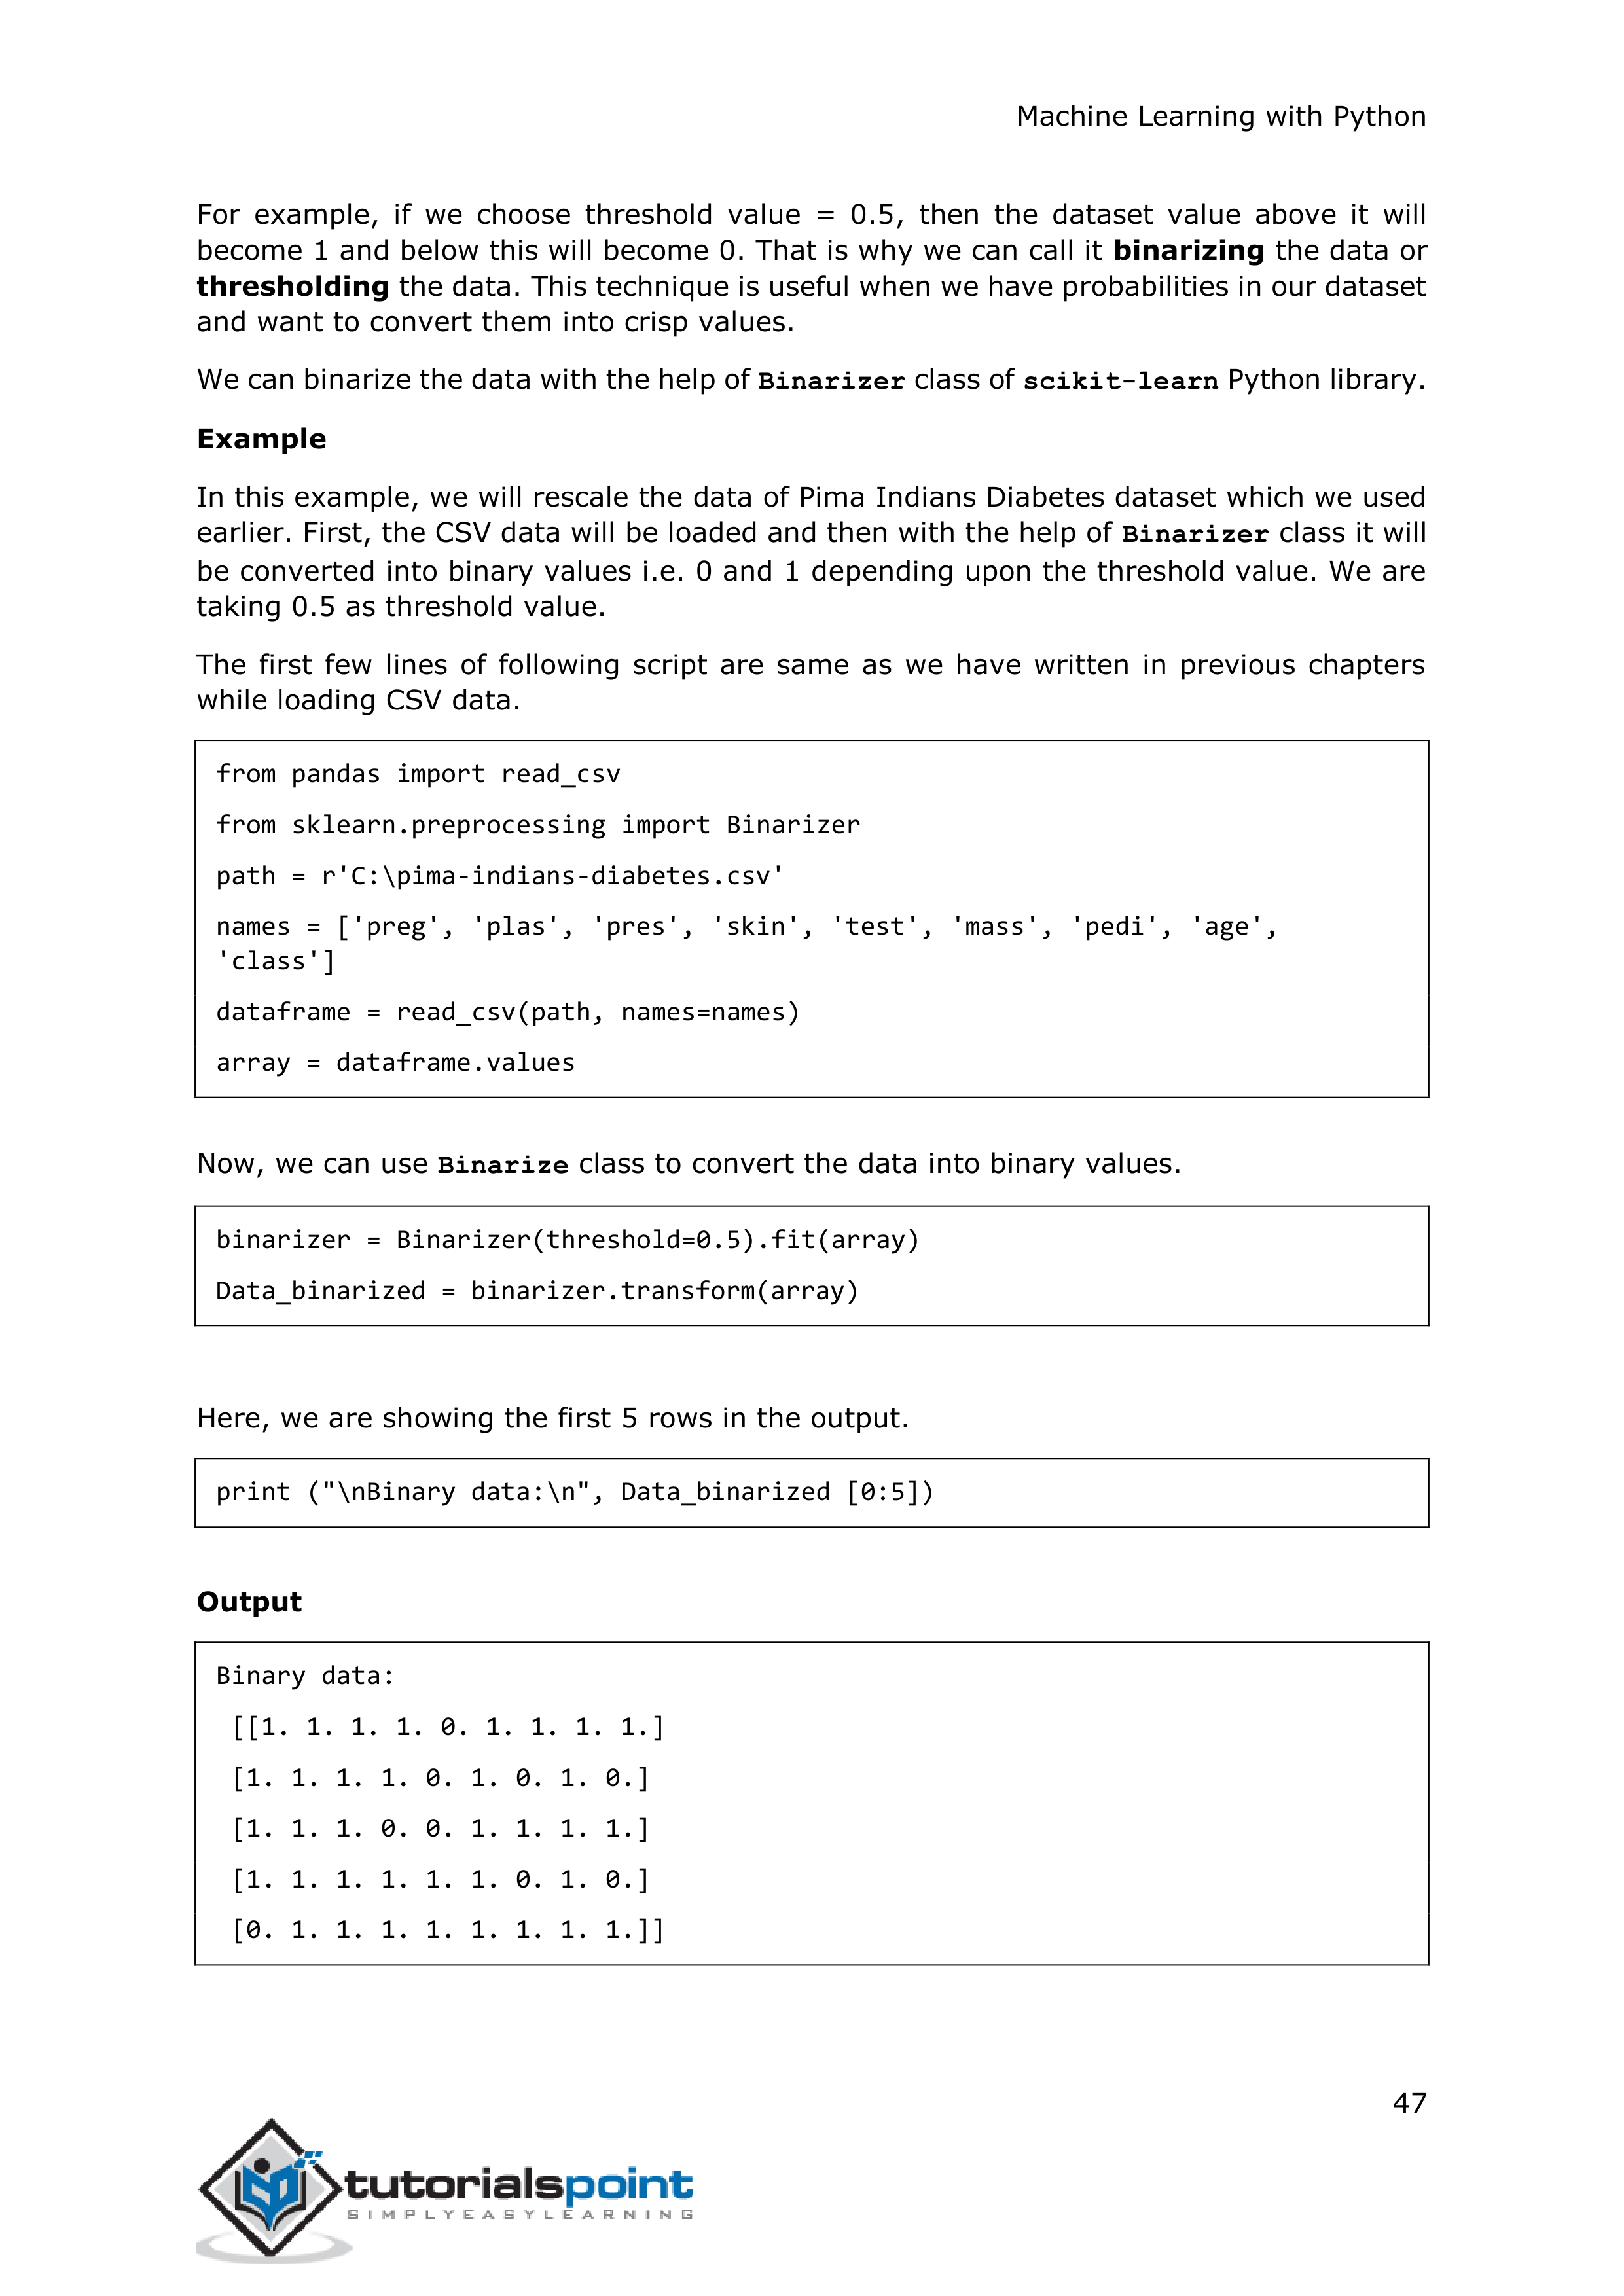 Machine Learning with Python
For example, if we choose threshold value = 0.5, then the dataset value above it will
become 1 and below this will become 0. That is why we can call it binarizing the data or
thresholding the data. This technique is useful when we have probabilities in our dataset
and want to convert them into crisp values.
We can binarize the data with the help of Binarizer class of scikit-learn Python library.
Example
In this example, we will rescale the data of Pima Indians Diabetes dataset which we used
earlier. First, the CSV data will be loaded and then with the help of Binarizer class it will
be converted into binary values i.e. 0 and 1 depending upon the threshold value. We are
taking 0.5 as threshold value.
The first few lines of following script are same as we have written in previous chapters
while loading CSV data.
from pandas import read_csv
from sklearn.preprocessing import Binarizer
path = r'C:\pima-indians-diabetes.csv'
names = ['preg', 'plas', 'pres', 'skin', 'test', 'mass', 'pedi', 'age',
'class']
dataframe = read_csv(path, names=names)
array = dataframe.values
Now, we can use Binarize class to convert the data into binary values.
binarizer = Binarizer(threshold=0.5).fit(array)
Data_binarized = binarizer.transform(array)
Here, we are showing the first 5 rows in the output.
print ("\nBinary data:\n", Data_binarized [0:5])
Output
Binary data:
[[1. 1. 1. 1. 0. 1. 1. 1. 1.]
[1. 1. 1. 1. 0. 1. 0. 1. 0.]
[1. 1. 1. 0. 0. 1. 1. 1. 1.]
[1. 1. 1. 1. 1. 1. 0. 1. 0.]
[0. 1. 1. 1. 1. 1. 1. 1. 1.]]
47
tutorialspoint
SIMPLYEASYLEARNING